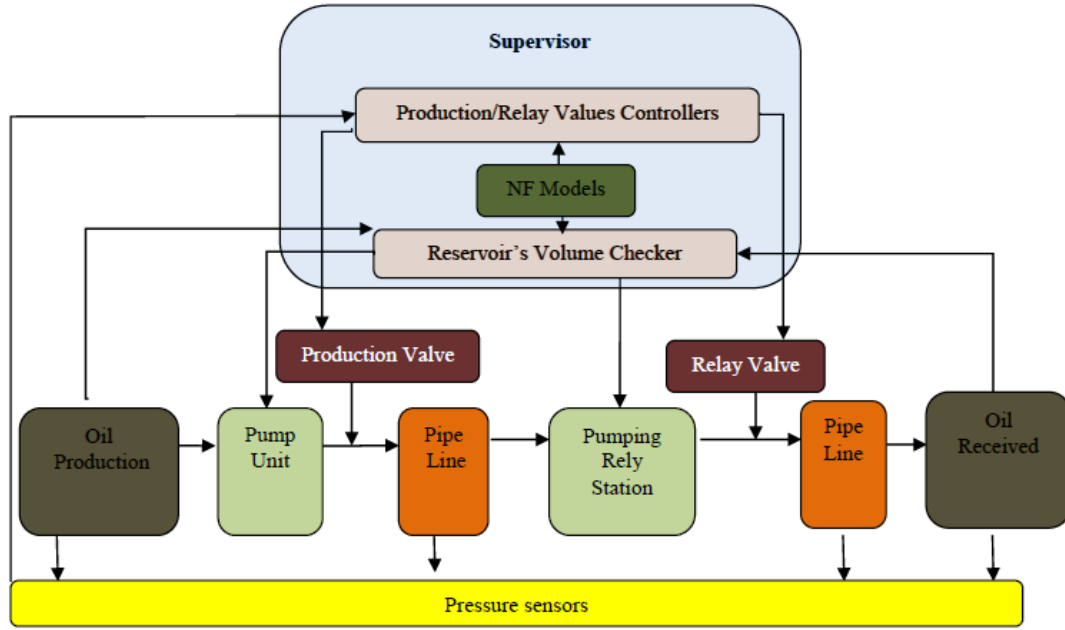 Supervisor
Production/Relay Values Controllers
NF Models
Reservoir's Volume Checker
Production Valve
Relay Valve
Oil
Production
Pump
Unit
Pipe
Line
Pumping
Rely
Station
Pipe
Line
Oil
Received
Pressure sensors